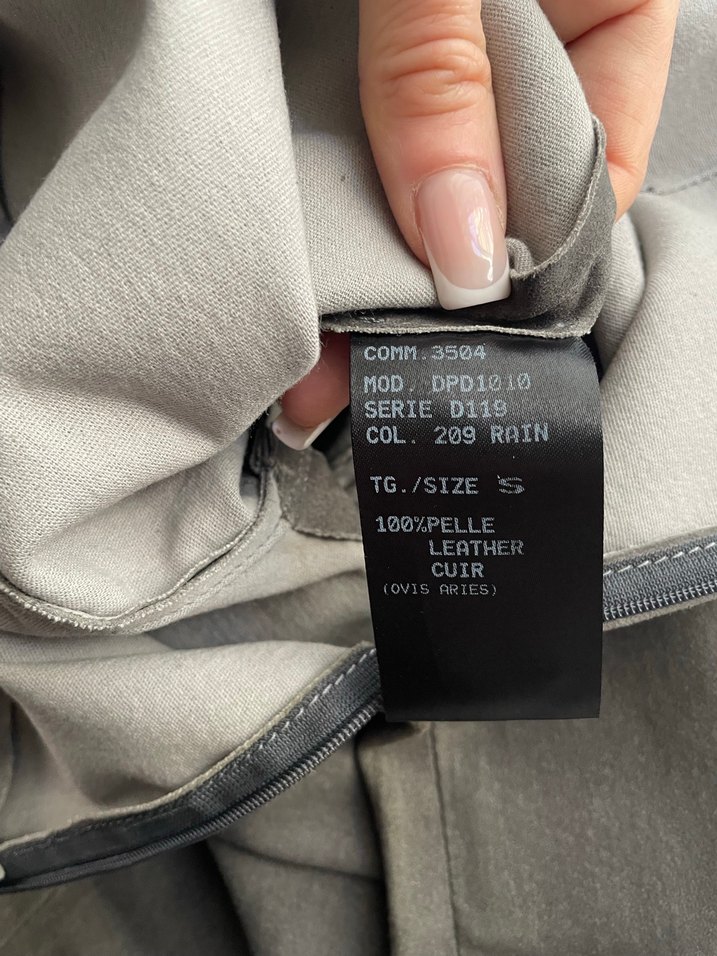 COMM.3504
MOD. DPD1010
SERIE D119
COL. 209 RAIN
TG./SIZE S
100%PELLE
LEATHER
CUIR
(OVIS ARIES)